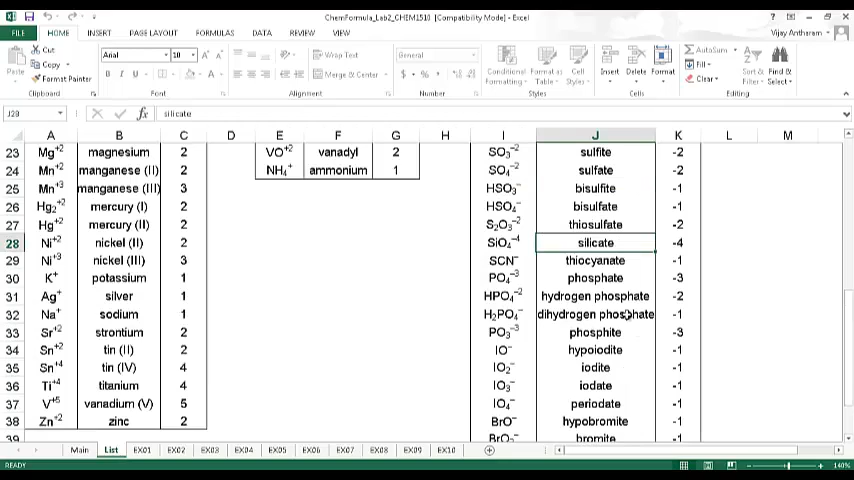 ChemFormula_Lab2_CHEM1510 [Compatibility Mode] - Excel
FILE HOME INSERT PAGE LAYOUT FORMULAS DATA REVIEW VIEW Vijay Antharam
Cut
Copy
Format Painter
Paste
Clipboard
Arial 10
B I U
Font
Wrap Text
Merge & Center
Alignment
General
$ % ,
Number
Conditional Formatting
Format as Table
Cell Styles
Styles
Insert Delete Format
Cells
AutoSum
Fill
Clear
Sort & Filter
Find & Select
Editing
J28 fx silicate
A B C D E F G H I J K L M
23 Mg⁺² magnesium 2 VO⁺² vanadyl 2 SO₃⁻² sulfite -2
24 Mn⁺² manganese (II) 2 NH₄⁺ ammonium 1 SO₄⁻² sulfate -2
25 Mn⁺³ manganese (III) 3 HSO₃⁻ bisulfite -1
26 Hg₂⁺² mercury (I) 2 HSO₄⁻ bisulfate -1
27 Hg⁺² mercury (II) 2 S₂O₃⁻² thiosulfate -2
28 Ni⁺² nickel (II) 2 SiO₄⁻⁴ silicate -4
29 Ni⁺³ nickel (III) 3 SCN⁻ thiocyanate -1
30 K⁺ potassium 1 PO₄⁻³ phosphate -3
31 Ag⁺ silver 1 HPO₄⁻² hydrogen phosphate -2
32 Na⁺ sodium 1 H₂PO₄⁻ dihydrogen phosphate -1
33 Sr⁺² strontium 2 PO₃⁻³ phosphite -3
34 Sn⁺² tin (II) 2 IO⁻ hypoiodite -1
35 Sn⁺⁴ tin (IV) 4 IO₂⁻ iodite -1
36 Ti⁺⁴ titanium 4 IO₃⁻ iodate -1
37 V⁺⁵ vanadium (V) 5 IO₄⁻ periodate -1
38 Zn⁺² zinc 2 BrO⁻ hypobromite -1
39 BrO₂⁻ bromite -1
Main List EX01 EX02 EX03 EX04 EX05 EX06 EX07 EX08 EX09 EX10
READY 140%